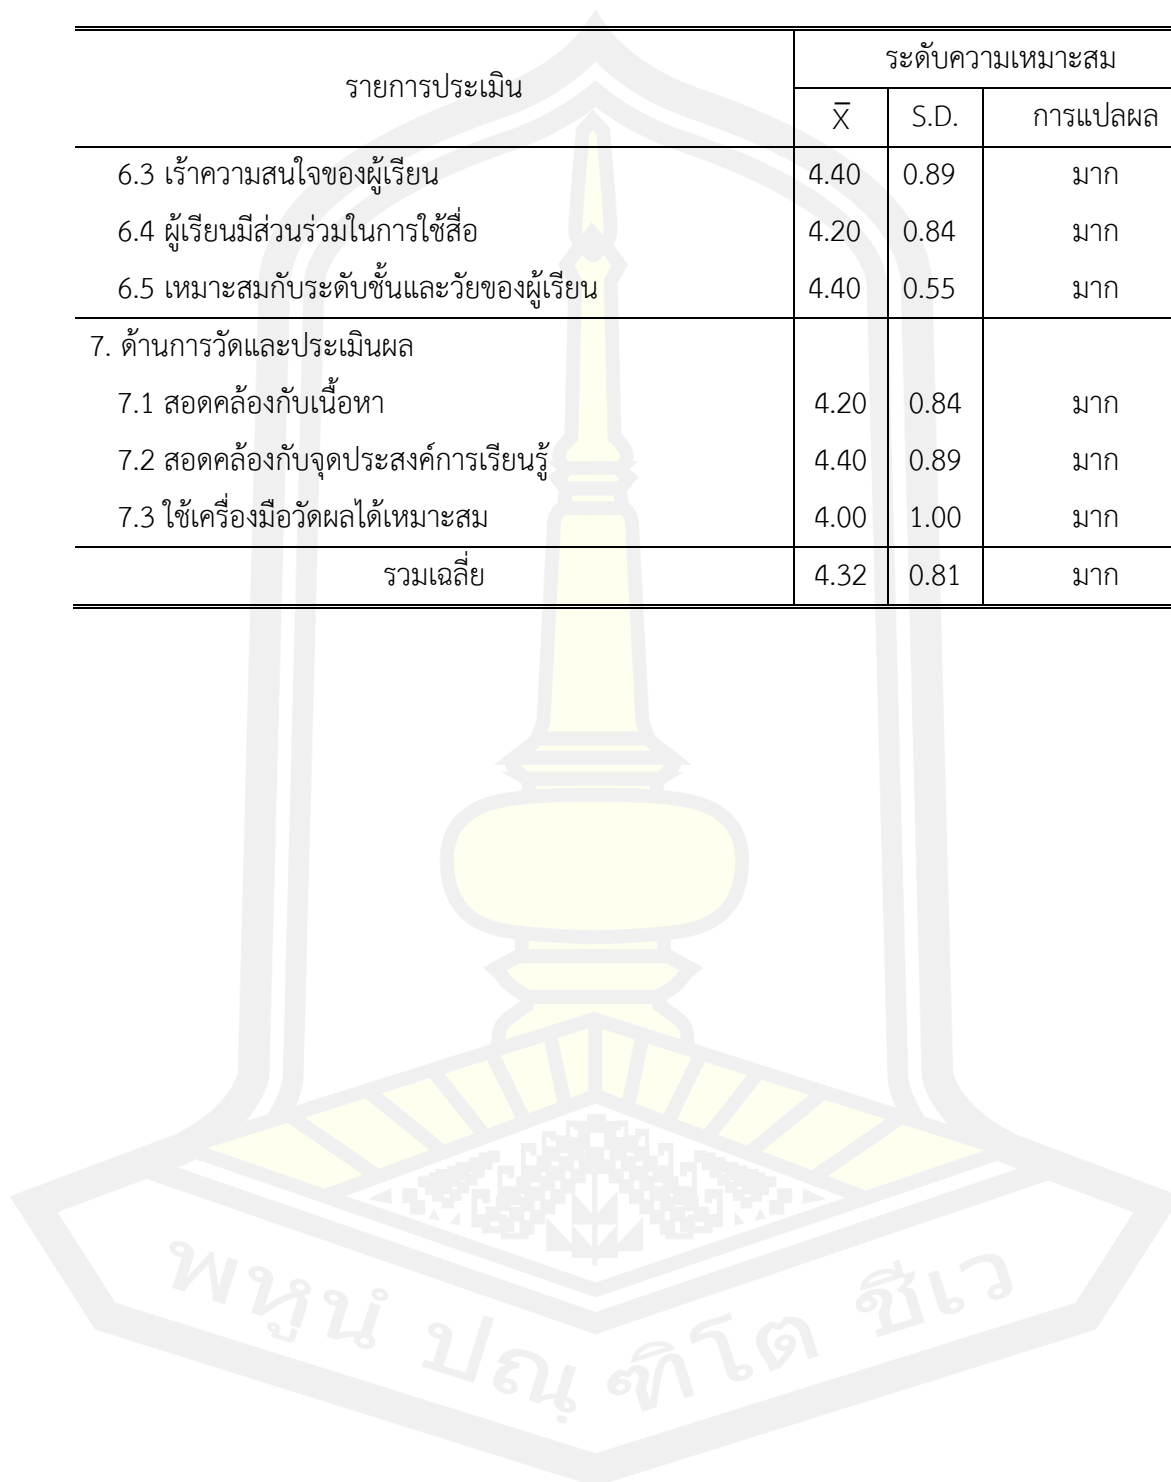 รายการประเมิน ระดับความเหมาะสม
X̄ S.D. การแปลผล
6.3 เร้าความสนใจของผู้เรียน 4.40 0.89 มาก
6.4 ผู้เรียนมีส่วนร่วมในการใช้สื่อ 4.20 0.84 มาก
6.5 เหมาะสมกับระดับชั้นและวัยของผู้เรียน 4.40 0.55 มาก
7. ด้านการวัดและประเมินผล
7.1 สอดคล้องกับเนื้อหา 4.20 0.84 มาก
7.2 สอดคล้องกับจุดประสงค์การเรียนรู้ 4.40 0.89 มาก
7.3 ใช้เครื่องมือวัดผลได้เหมาะสม 4.00 1.00 มาก
รวมเฉลี่ย 4.32 0.81 มาก
พหูนํ ปณฺ ฑิโต ชีเว